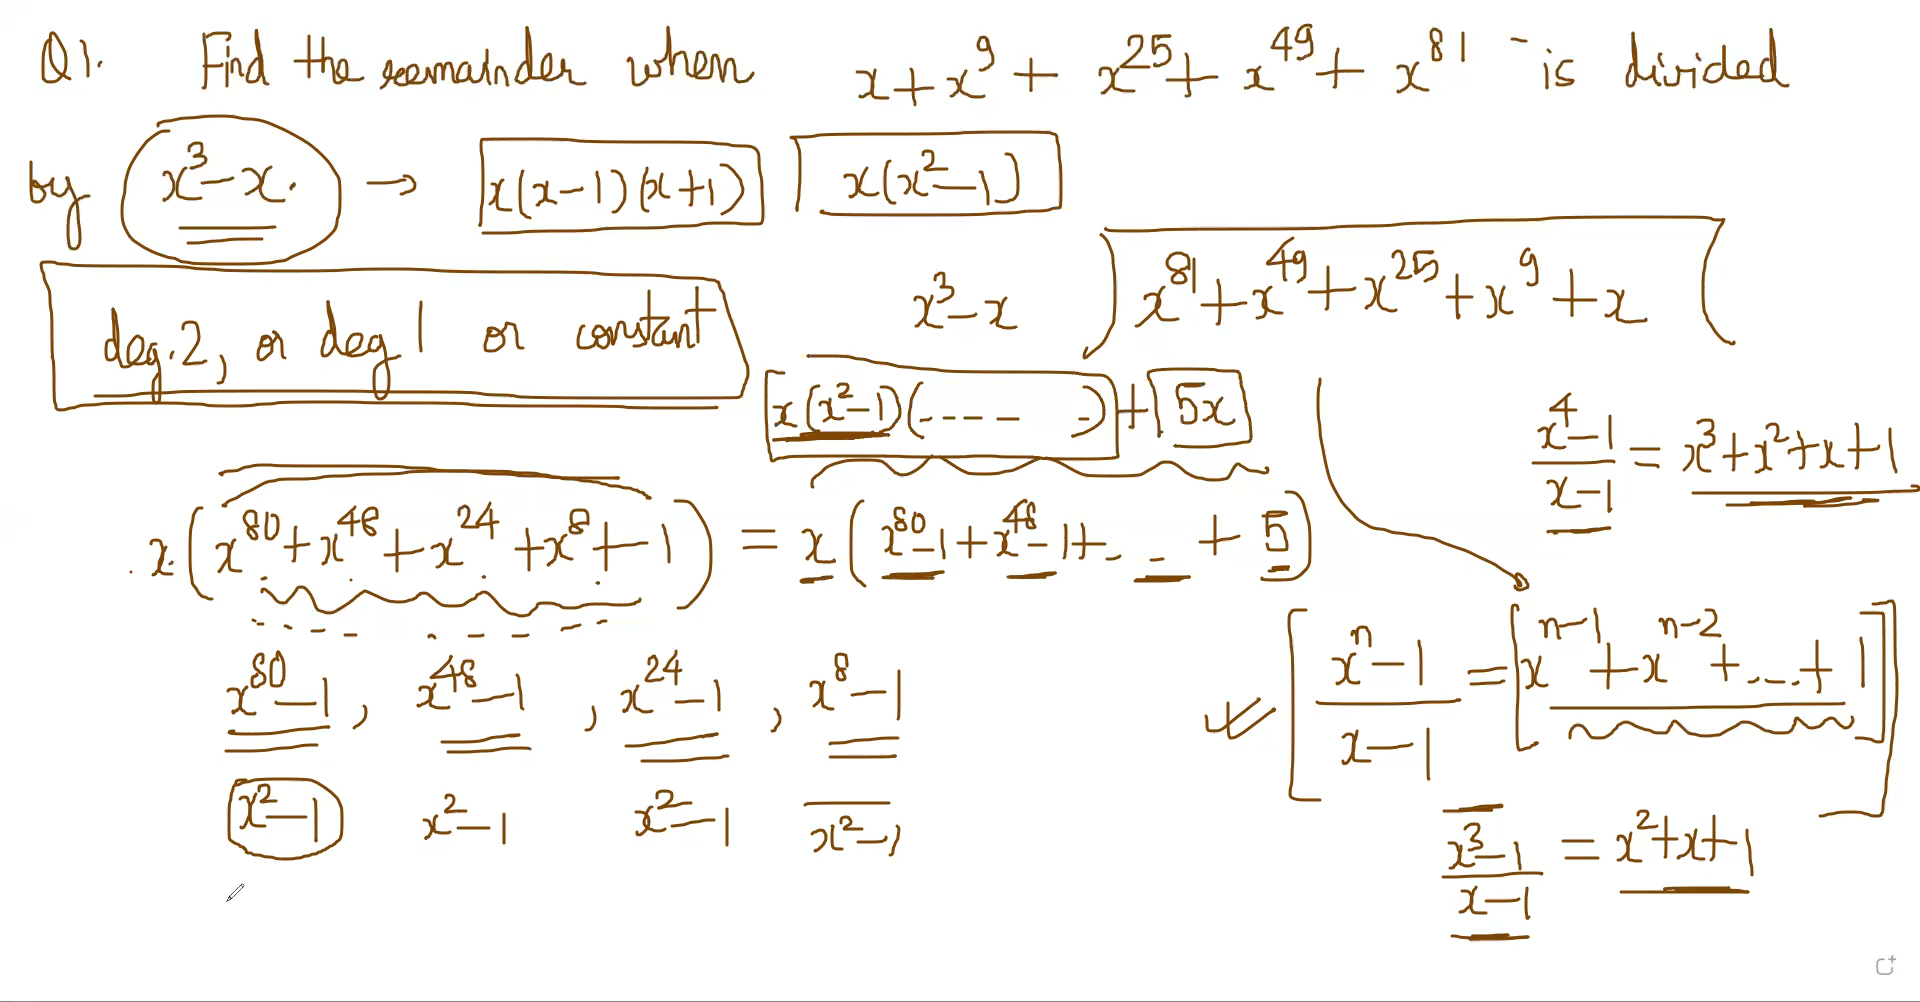 Q1. Find the remainder when x + x^9 + x^25 + x^49 + x^81 is divided
by x^3 - x. → x(x-1)(x+1) x(x^2-1)
x^3 - x ) x^81 + x^49 + x^25 + x^9 + x (
deg.2, or deg 1 or constant
x(x^2-1)(---- -) + 5x
x^4-1/x-1 = x^3+x^2+x+1
x.(x^80 + x^48 + x^24 + x^8 + 1) = x(x^80-1 + x^48-1 + - - + 5)
x^n-1/x-1 = [x^n-1 + x^n-2 + ... + 1]
x^80-1, x^48-1, x^24-1, x^8-1
x^2-1 x^2-1 x^2-1 x^2-1
x^3-1/x-1 = x^2+x+1